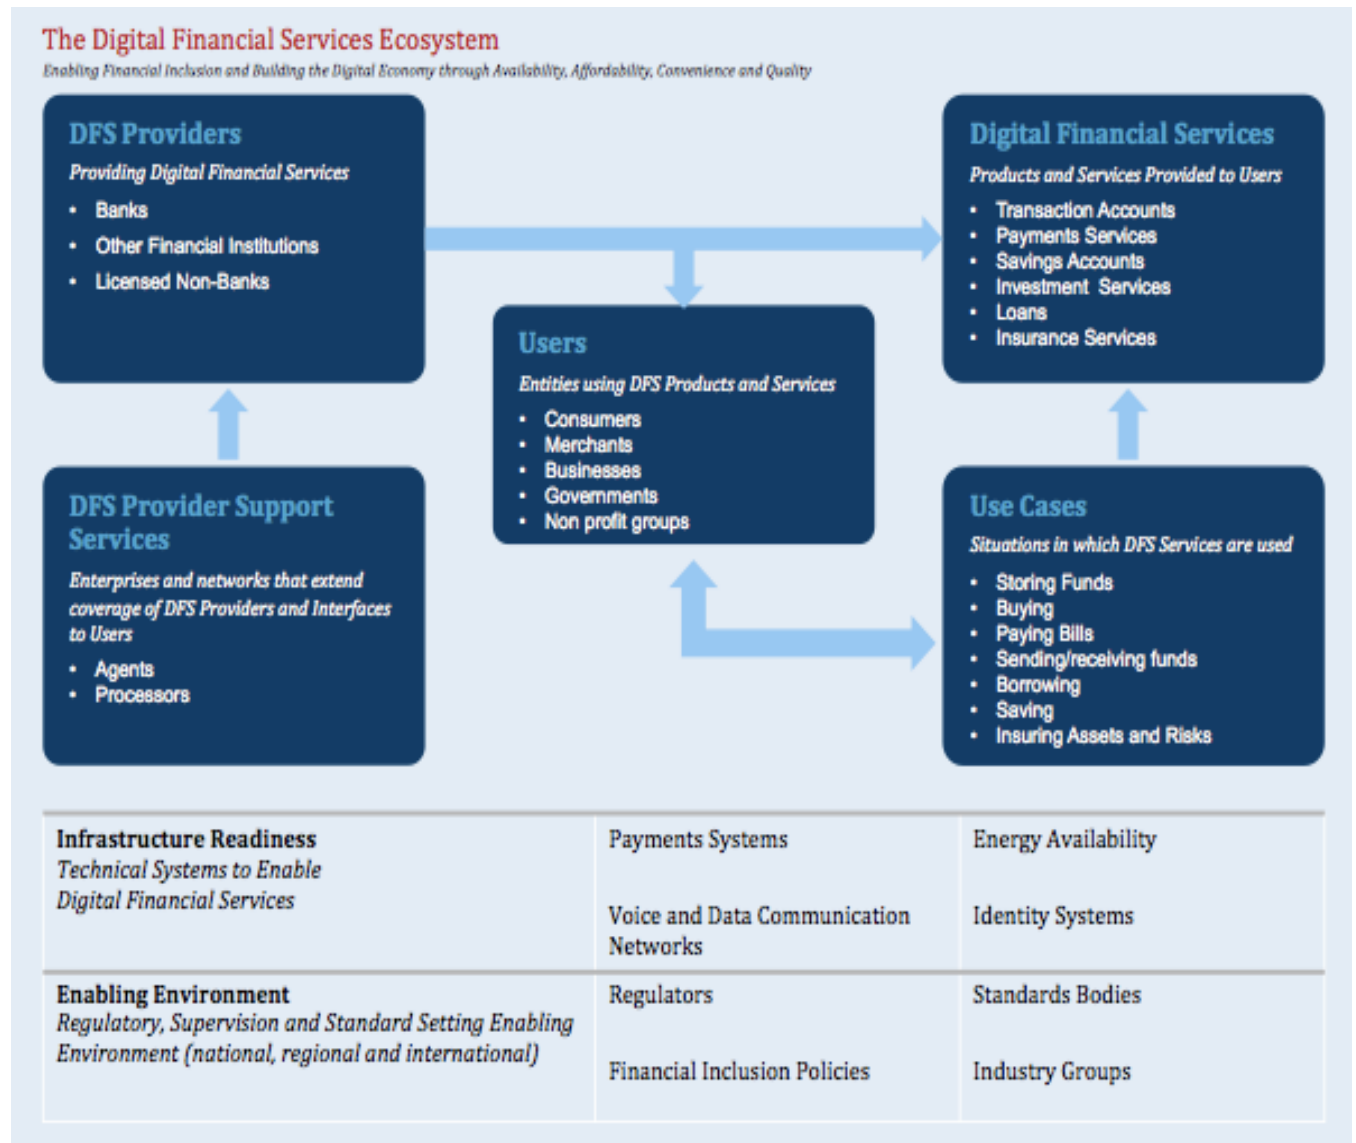 The Digital Financial Services Ecosystem
Enabling Financial Inclusion and Building the Digital Economy through Availability, Affordability, Convenience and Quality
DFS Providers
Providing Digital Financial Services
• Banks
• Other Financial Institutions
• Licensed Non-Banks
Digital Financial Services
Products and Services Provided to Users
• Transaction Accounts
• Payments Services
• Savings Accounts
• Investment Services
• Loans
• Insurance Services
Users
Entities using DFS Products and Services
• Consumers
• Merchants
• Businesses
• Governments
• Non profit groups
DFS Provider Support
Services
Enterprises and networks that extend
coverage of DFS Providers and Interfaces
to Users
• Agents
• Processors
Use Cases
Situations in which DFS Services are used
• Storing Funds
• Buying
• Paying Bills
• Sending/receiving funds
• Borrowing
• Saving
• Insuring Assets and Risks
Infrastructure Readiness
Technical Systems to Enable
Digital Financial Services
Payments Systems
Energy Availability
Voice and Data Communication
Networks
Identity Systems
Enabling Environment
Regulatory, Supervision and Standard Setting Enabling
Environment (national, regional and international)
Regulators
Standards Bodies
Financial Inclusion Policies
Industry Groups